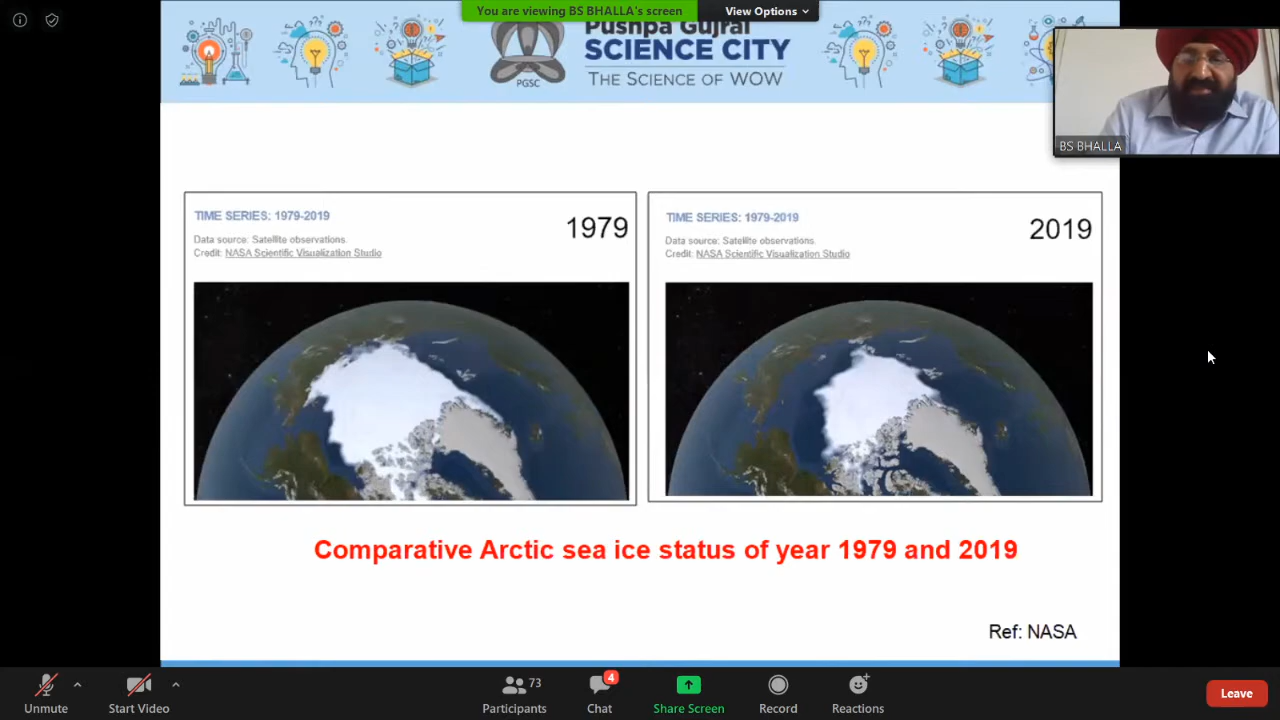 You are viewing BS BHALLA's screen
View Options
Pushpa Gujral
SCIENCE CITY
THE SCIENCE OF WOW
PGSC
BS BHALLA
TIME SERIES: 1979-2019
1979
Data source: Satellite observations.
Credit: NASA Scientific Visualization Studio
TIME SERIES: 1979-2019
2019
Data source: Satellite observations.
Credit: NASA Scientific Visualization Studio
Comparative Arctic sea ice status of year 1979 and 2019
Ref: NASA
Unmute
Start Video
Participants
73
Chat
4
Share Screen
Record
Reactions
Leave